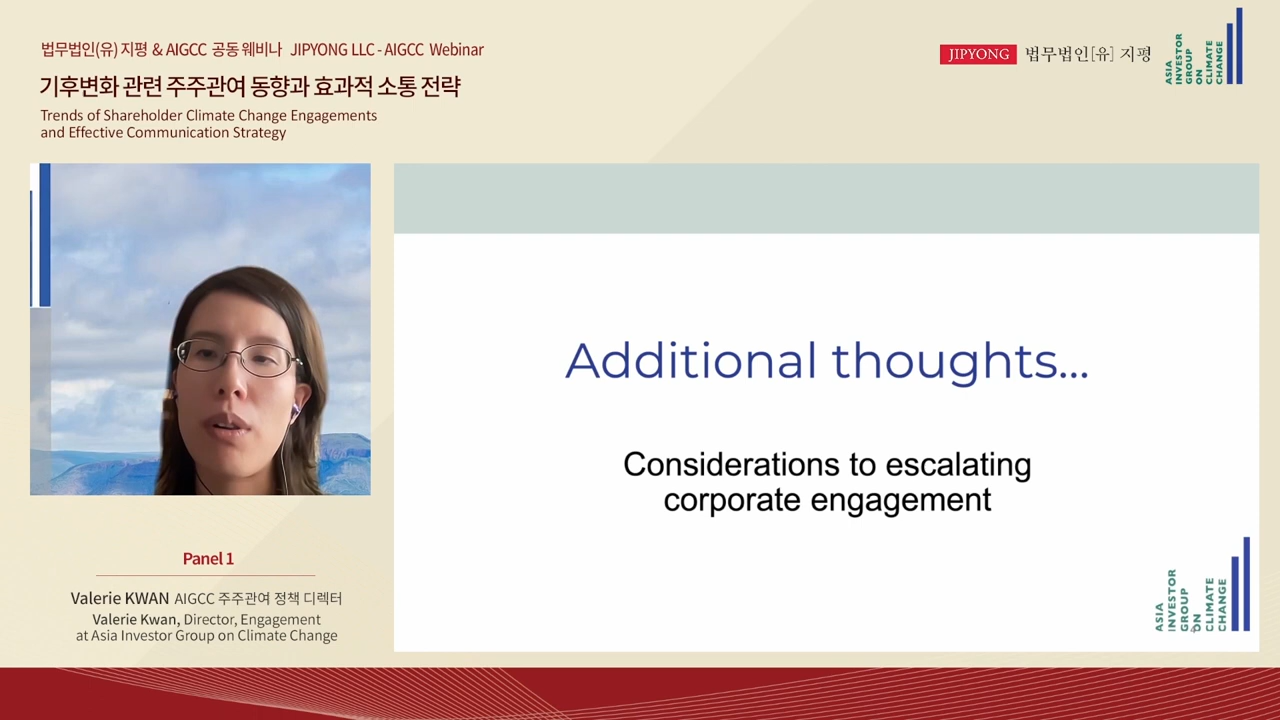 법무법인(유) 지평 & AIGCC 공동 웨비나 JIPYONG LLC - AIGCC Webinar
기후변화 관련 주주관여 동향과 효과적 소통 전략
Trends of Shareholder Climate Change Engagements
and Effective Communication Strategy
JIPYONG 법무법인[유] 지평
ASIA
INVESTOR
GROUP
ON
CLIMATE
CHANGE
Additional thoughts...
Considerations to escalating
corporate engagement
ASIA
INVESTOR
GROUP
ON
CLIMATE
CHANGE
Panel 1
Valerie KWAN AIGCC 주주관여 정책 디렉터
Valerie Kwan, Director, Engagement
at Asia Investor Group on Climate Change